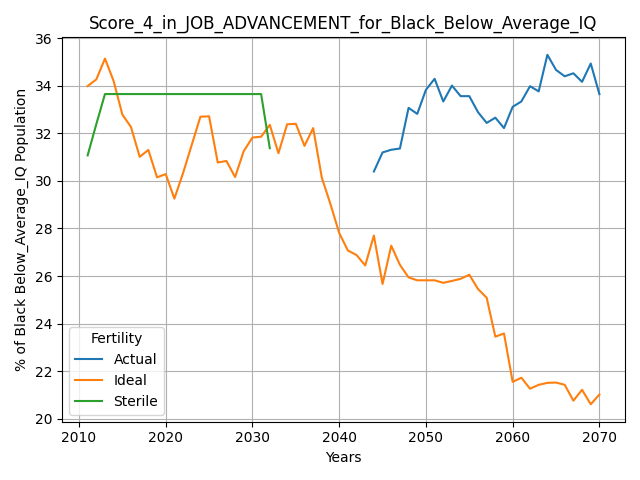 Score_4_in_JOB_ADVANCEMENT_for_Black_Below_Average_IQ
% of Black Below_Average_IQ Population
36
34
32
30
28
26
24
22
20
Fertility
Actual
Ideal
Sterile
2010 2020 2030 2040 2050 2060 2070
Years